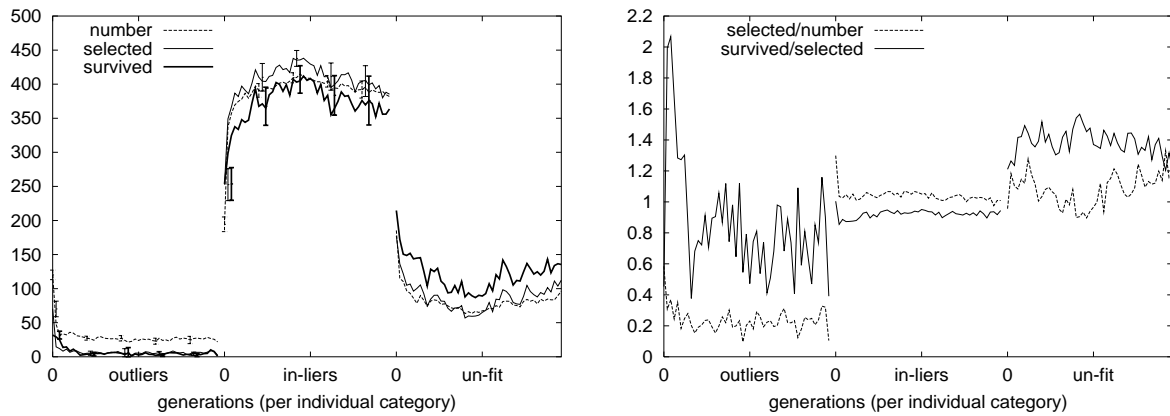 500
450
400
350
300
250
200
150
100
50
0
number
selected
survived
0 outliers 0 in-liers 0 un-fit
generations (per individual category)
2.2
2
1.8
1.6
1.4
1.2
1
0.8
0.6
0.4
0.2
0
selected/number
survived/selected
0 outliers 0 in-liers 0 un-fit
generations (per individual category)